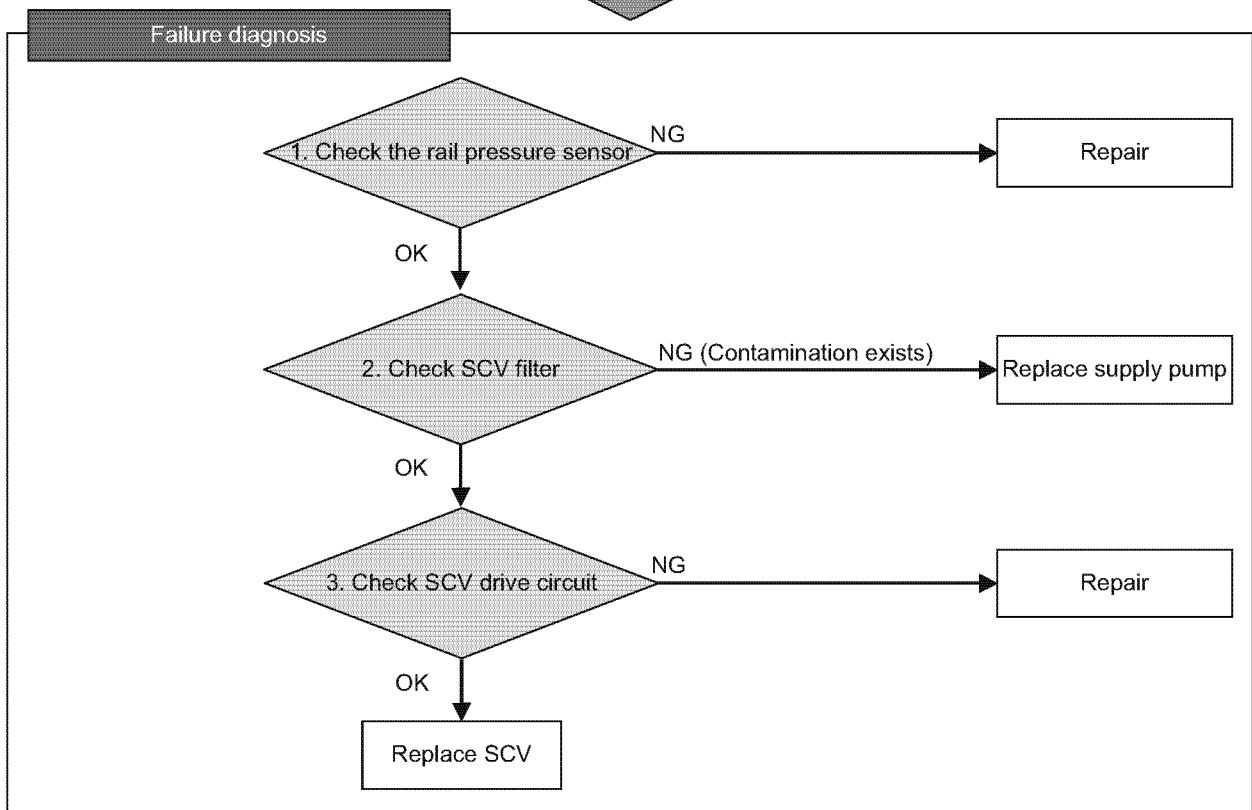 Failure diagnosis
1. Check the rail pressure sensor
NG
Repair
OK
2. Check SCV filter
NG (Contamination exists)
Replace supply pump
OK
3. Check SCV drive circuit
NG
Repair
OK
Replace SCV